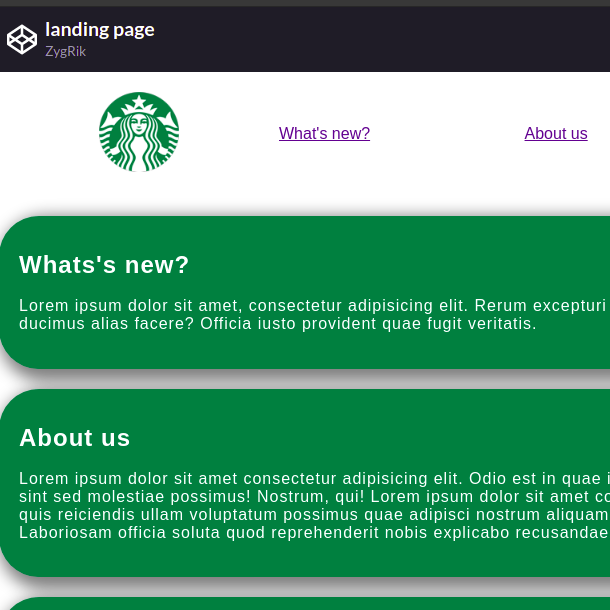 landing page
ZygRik
What's new?
About us
Whats's new?
Lorem ipsum dolor sit amet, consectetur adipisicing elit. Rerum excepturi
ducimus alias facere? Officia iusto provident quae fugit veritatis.
About us
Lorem ipsum dolor sit amet consectetur adipisicing elit. Odio est in quae i
sint sed molestiae possimus! Nostrum, qui! Lorem ipsum dolor sit amet co
quis reiciendis ullam voluptatum possimus quae adipisci nostrum aliquam
Laboriosam officia soluta quod reprehenderit nobis explicabo recusandae